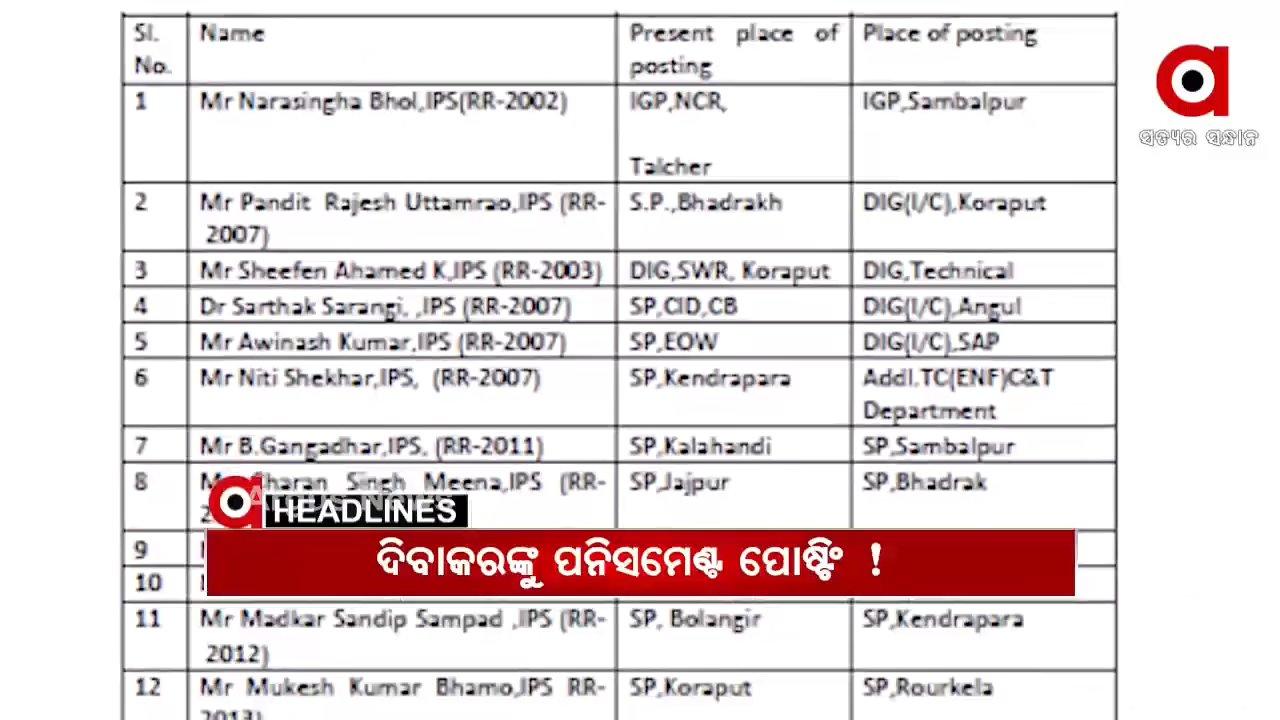 Sl. No. Name Present place of posting Place of posting
1 Mr Narasingha Bhol,IPS(RR-2002) IGP,NCR, Talcher IGP,Sambalpur
2 Mr Pandit Rajesh Uttamrao,IPS (RR-2007) S.P.,Bhadrakh DIG(I/C),Koraput
3 Mr Sheefen Ahamed K,IPS (RR-2003) DIG,SWR, Koraput DIG,Technical
4 Dr Sarthak Sarangi, ,IPS (RR-2007) SP,CID,CB DIG(I/C),Angul
5 Mr Awinash Kumar,IPS (RR-2007) SP,EOW DIG(I/C),SAP
6 Mr Niti Shekhar,IPS, (RR-2007) SP,Kendrapara Addl.TC(ENF)C&T Department
7 Mr B.Gangadhar,IPS, (RR-2011) SP,Kalahandi SP,Sambalpur
8 Singh Meena,IPS (RR- SP,Jajpur SP,Bhadrak
9
10
11 Mr Madkar Sandip Sampad ,IPS (RR-2012) SP, Bolangir SP,Kendrapara
12 Mr Mukesh Kumar Bhamo,IPS RR-2013) SP,Koraput SP,Rourkela
ସତ୍ୟର ସନ୍ଧାନ
HEADLINES
ଦିବାକରଙ୍କୁ ପନିସମେଣ୍ଟ ପୋଷ୍ଟିଂ !